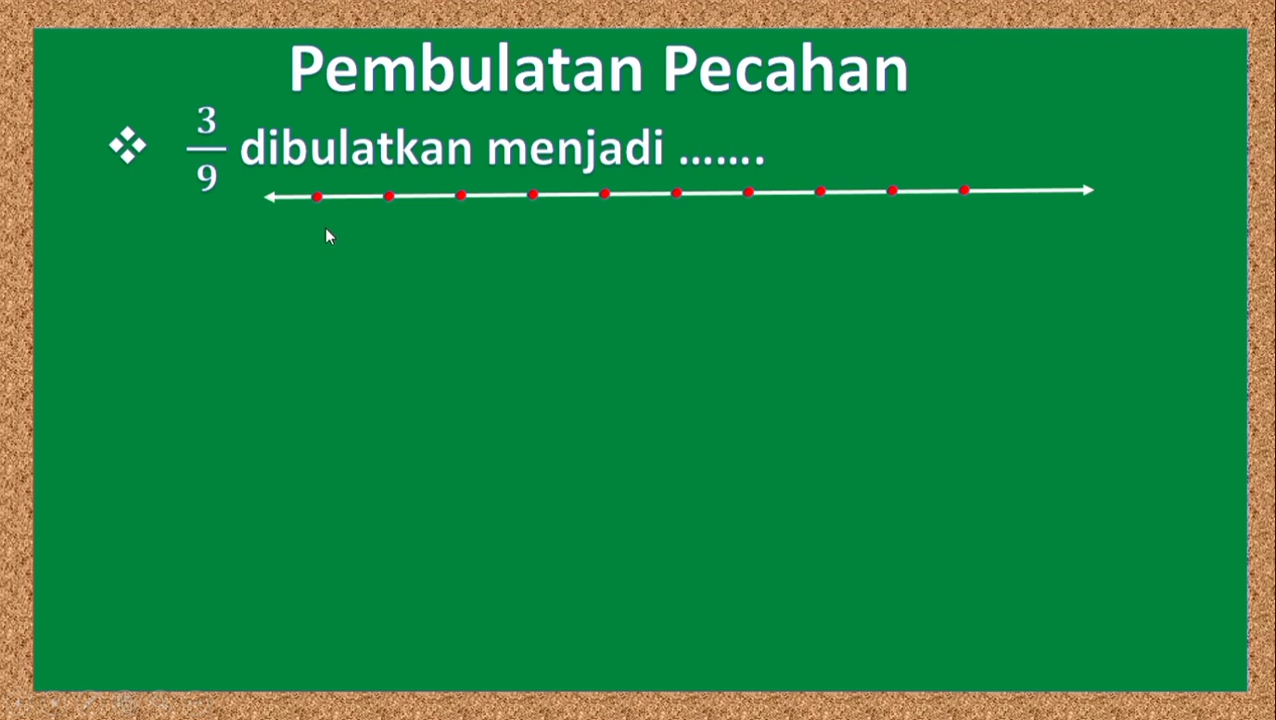 Pembulatan Pecahan
❖ 3/9 dibulatkan menjadi .......